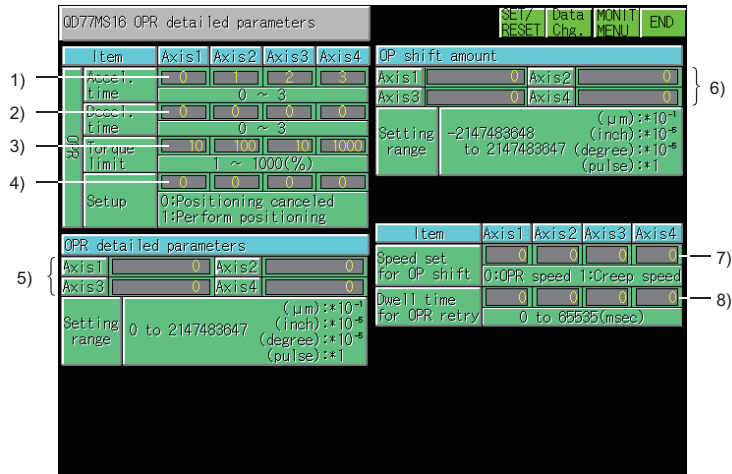 QD77MS16 OPR detailed parameters
SET/ RESET
Data Chg.
MONIT MENU
END
Item Axis1 Axis2 Axis3 Axis4
OPR
1) Accel. time 0 1 2 3
0 ~ 3
2) Decel. time 0 0 0 0
0 ~ 3
3) Torque limit 10 100 10 1000
1 ~ 1000(%)
4) Setup 0 0 0 0
0:Positioning canceled
1:Perform positioning
OPR detailed parameters
5)
Axis1 0 Axis2 0
Axis3 0 Axis4 0
Setting range
0 to 2147483647
(μm):*10⁻¹
(inch):*10⁻⁵
(degree):*10⁻⁵
(pulse):*1
OP shift amount
Axis1 0 Axis2 0
Axis3 0 Axis4 0
6)
Setting range
-2147483648
to 2147483647
(μm):*10⁻¹
(inch):*10⁻⁵
(degree):*10⁻⁵
(pulse):*1
Item Axis1 Axis2 Axis3 Axis4
Speed set for OP shift 0 0 0 0 7)
0:OPR speed 1:Creep speed
Dwell time for OPR retry 0 0 0 0 8)
0 to 65535(msec)